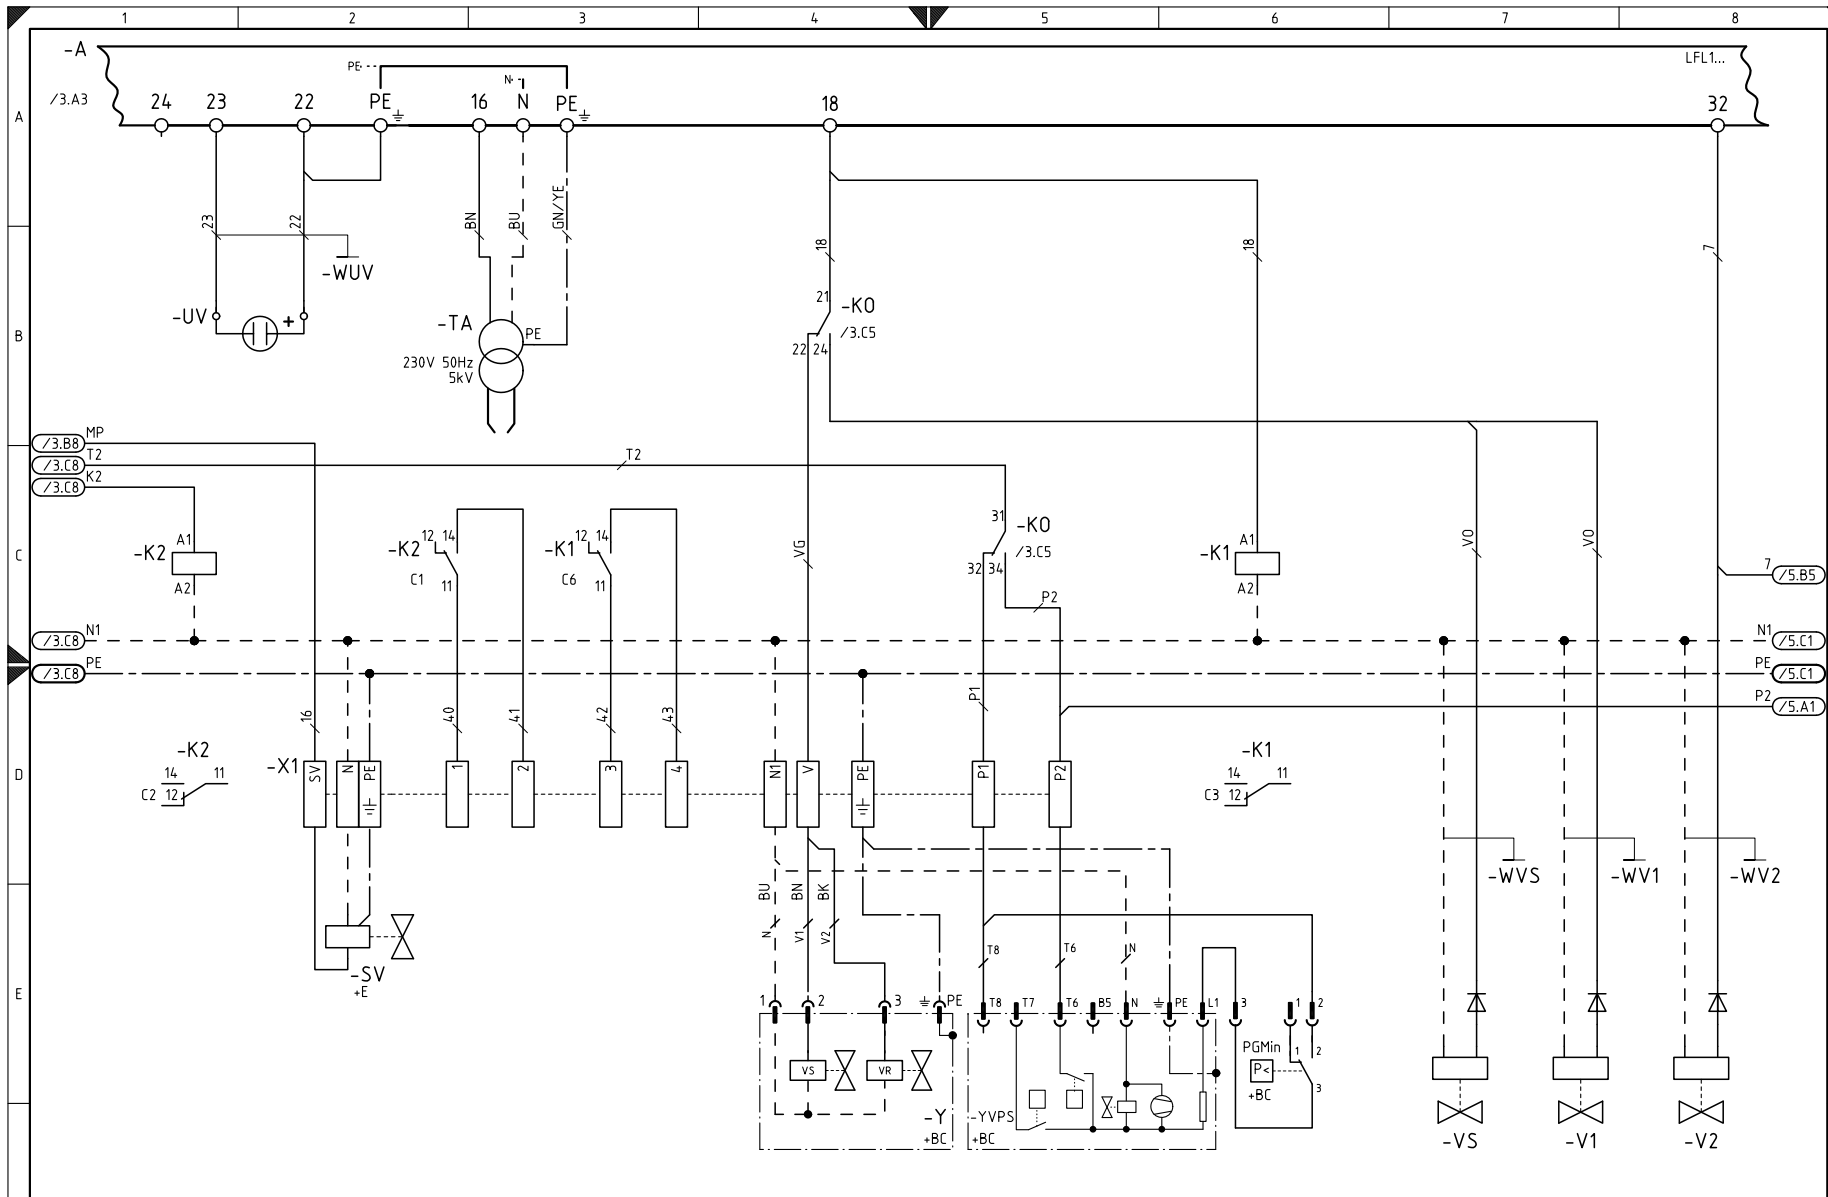 1 2 3 4 5 6 7 8
-A
PE
N
LFL1...
/3.A3
24 23 22 PE 16 N PE 18 32
A
23 22 BN BU GN/YE
18 18 7
-WUV
21
-UV + -TA PE -KO
/3.C5
B
230V 50Hz
5kV
22 24
/3.B8 MP
/3.C8 T2 T2
/3.C8 K2
31
-KO
/3.C5
A1
-K2
A2
12 14
-K2
C1
11
12 14
-K1
C6
11
VG
32 34
A1
-K1
A2
VO VO
C
7 /5.B5
P2
/3.C8 N1 N1 /5.C1
/3.C8 PE PE /5.C1
P2 /5.A1
16 40 41 42 43 P1
-K2
14 11
C2 12
-X1 SV N PE 1 2 3 4 N1 V PE P1 P2
-K1
14 11
C3 12
D
-WVS -WV1 -WV2
BU BN BK
N V1 V2 T8 T6 N
-SV
+E
E
1 2 3 PE T8 T7 T6 B5 N PE L1 3 1 2
VS VR
-Y
+BC
-YVPS
+BC
PGMin 1 2
P<
+BC 3
-VS -V1 -V2